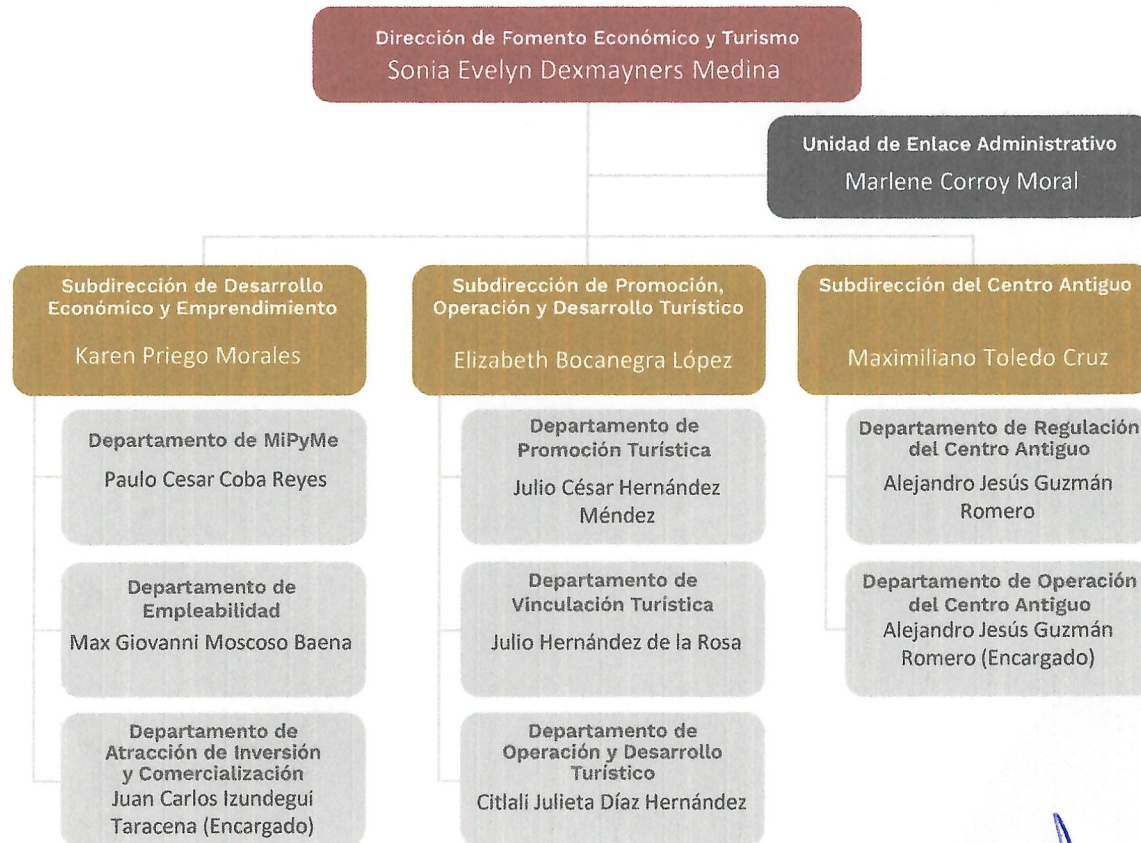 Dirección de Fomento Económico y Turismo
Sonia Evelyn Dexmayners Medina
Unidad de Enlace Administrativo
Marlene Corroy Moral
Subdirección de Desarrollo
Económico y Emprendimiento
Karen Priego Morales
Departamento de MiPyMe
Paulo Cesar Coba Reyes
Departamento de
Empleabilidad
Max Giovanni Moscoso Baena
Departamento de
Atracción de Inversión
y Comercialización
Juan Carlos Izundegui
Taracena (Encargado)
Subdirección de Promoción,
Operación y Desarrollo Turístico
Elizabeth Bocanegra López
Departamento de
Promoción Turística
Julio César Hernández
Méndez
Departamento de
Vinculación Turística
Julio Hernández de la Rosa
Departamento de
Operación y Desarrollo
Turístico
Citlali Julieta Díaz Hernández
Subdirección del Centro Antiguo
Maximiliano Toledo Cruz
Departamento de Regulación
del Centro Antiguo
Alejandro Jesús Guzmán
Romero
Departamento de Operación
del Centro Antiguo
Alejandro Jesús Guzmán
Romero (Encargado)